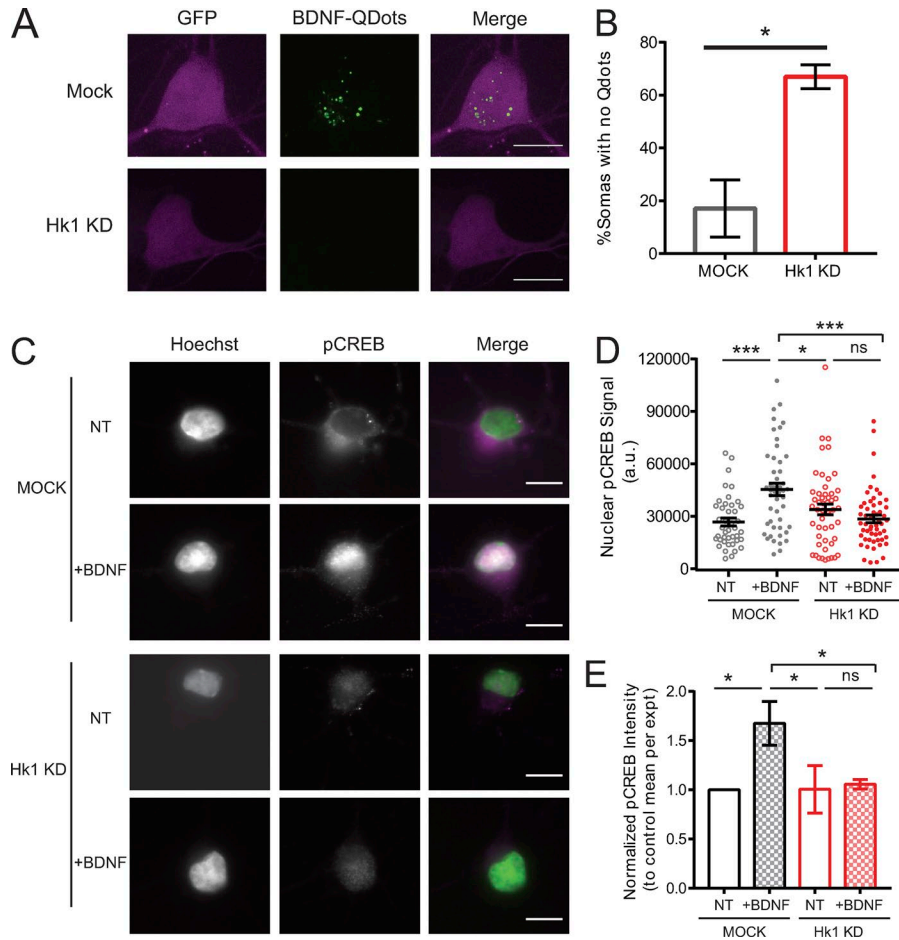 A
GFP BDNF-QDots Merge
Mock
Hk1 KD
B
*
%Somas with no Qdots
80
60
40
20
0
MOCK Hk1 KD
C
Hoechst pCREB Merge
MOCK
NT
+BDNF
Hk1 KD
NT
+BDNF
D
***
*** * ns
Nuclear pCREB Signal
(a.u.)
120000
90000
60000
30000
0
NT +BDNF NT +BDNF
MOCK Hk1 KD
E
*
* * ns
Normalized pCREB Intensity
(to control mean per expt)
2.0
1.5
1.0
0.5
0.0
NT +BDNF NT +BDNF
MOCK Hk1 KD